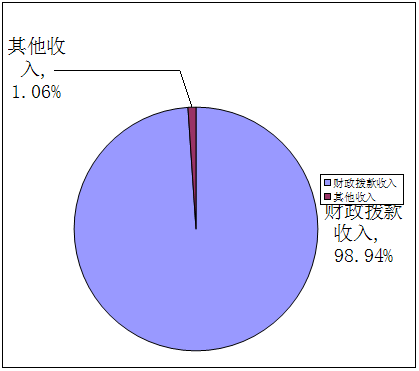 其他收
入,
1.06%
财政拨款收入
其他收入
财政拨款
收入,
98.94%